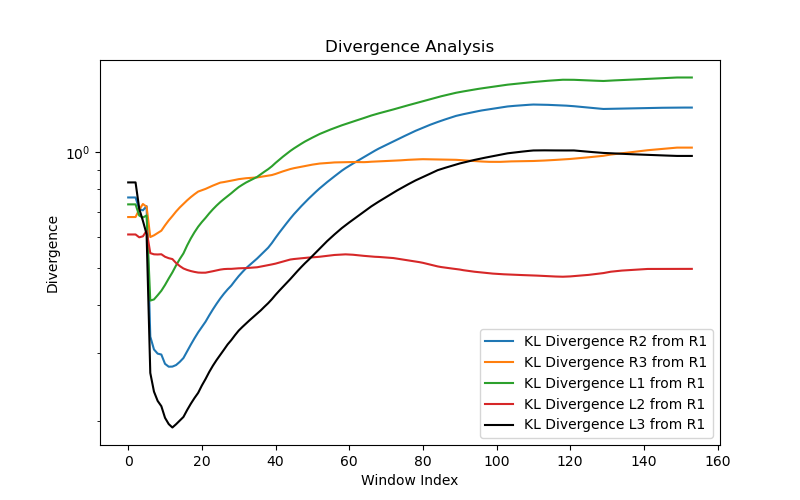 Divergence Analysis
10^0
Divergence
KL Divergence R2 from R1
KL Divergence R3 from R1
KL Divergence L1 from R1
KL Divergence L2 from R1
KL Divergence L3 from R1
0 20 40 60 80 100 120 140 160
Window Index